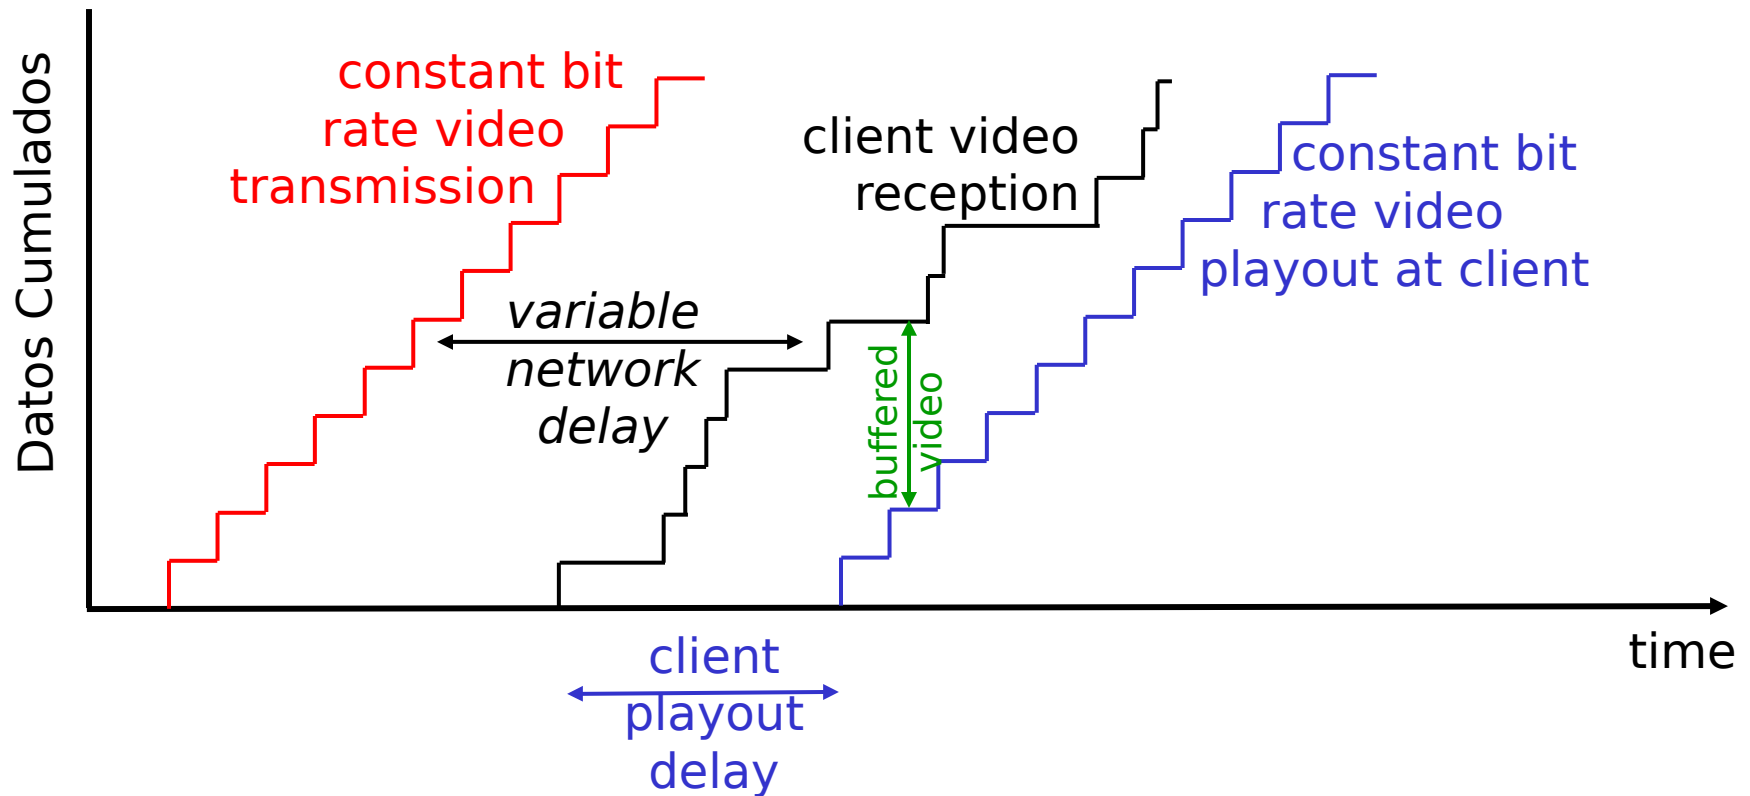 Datos Cumulados
constant bit
rate video
transmission
variable
network
delay
client video
reception
buffered
video
constant bit
rate video
playout at client
time
client
playout
delay